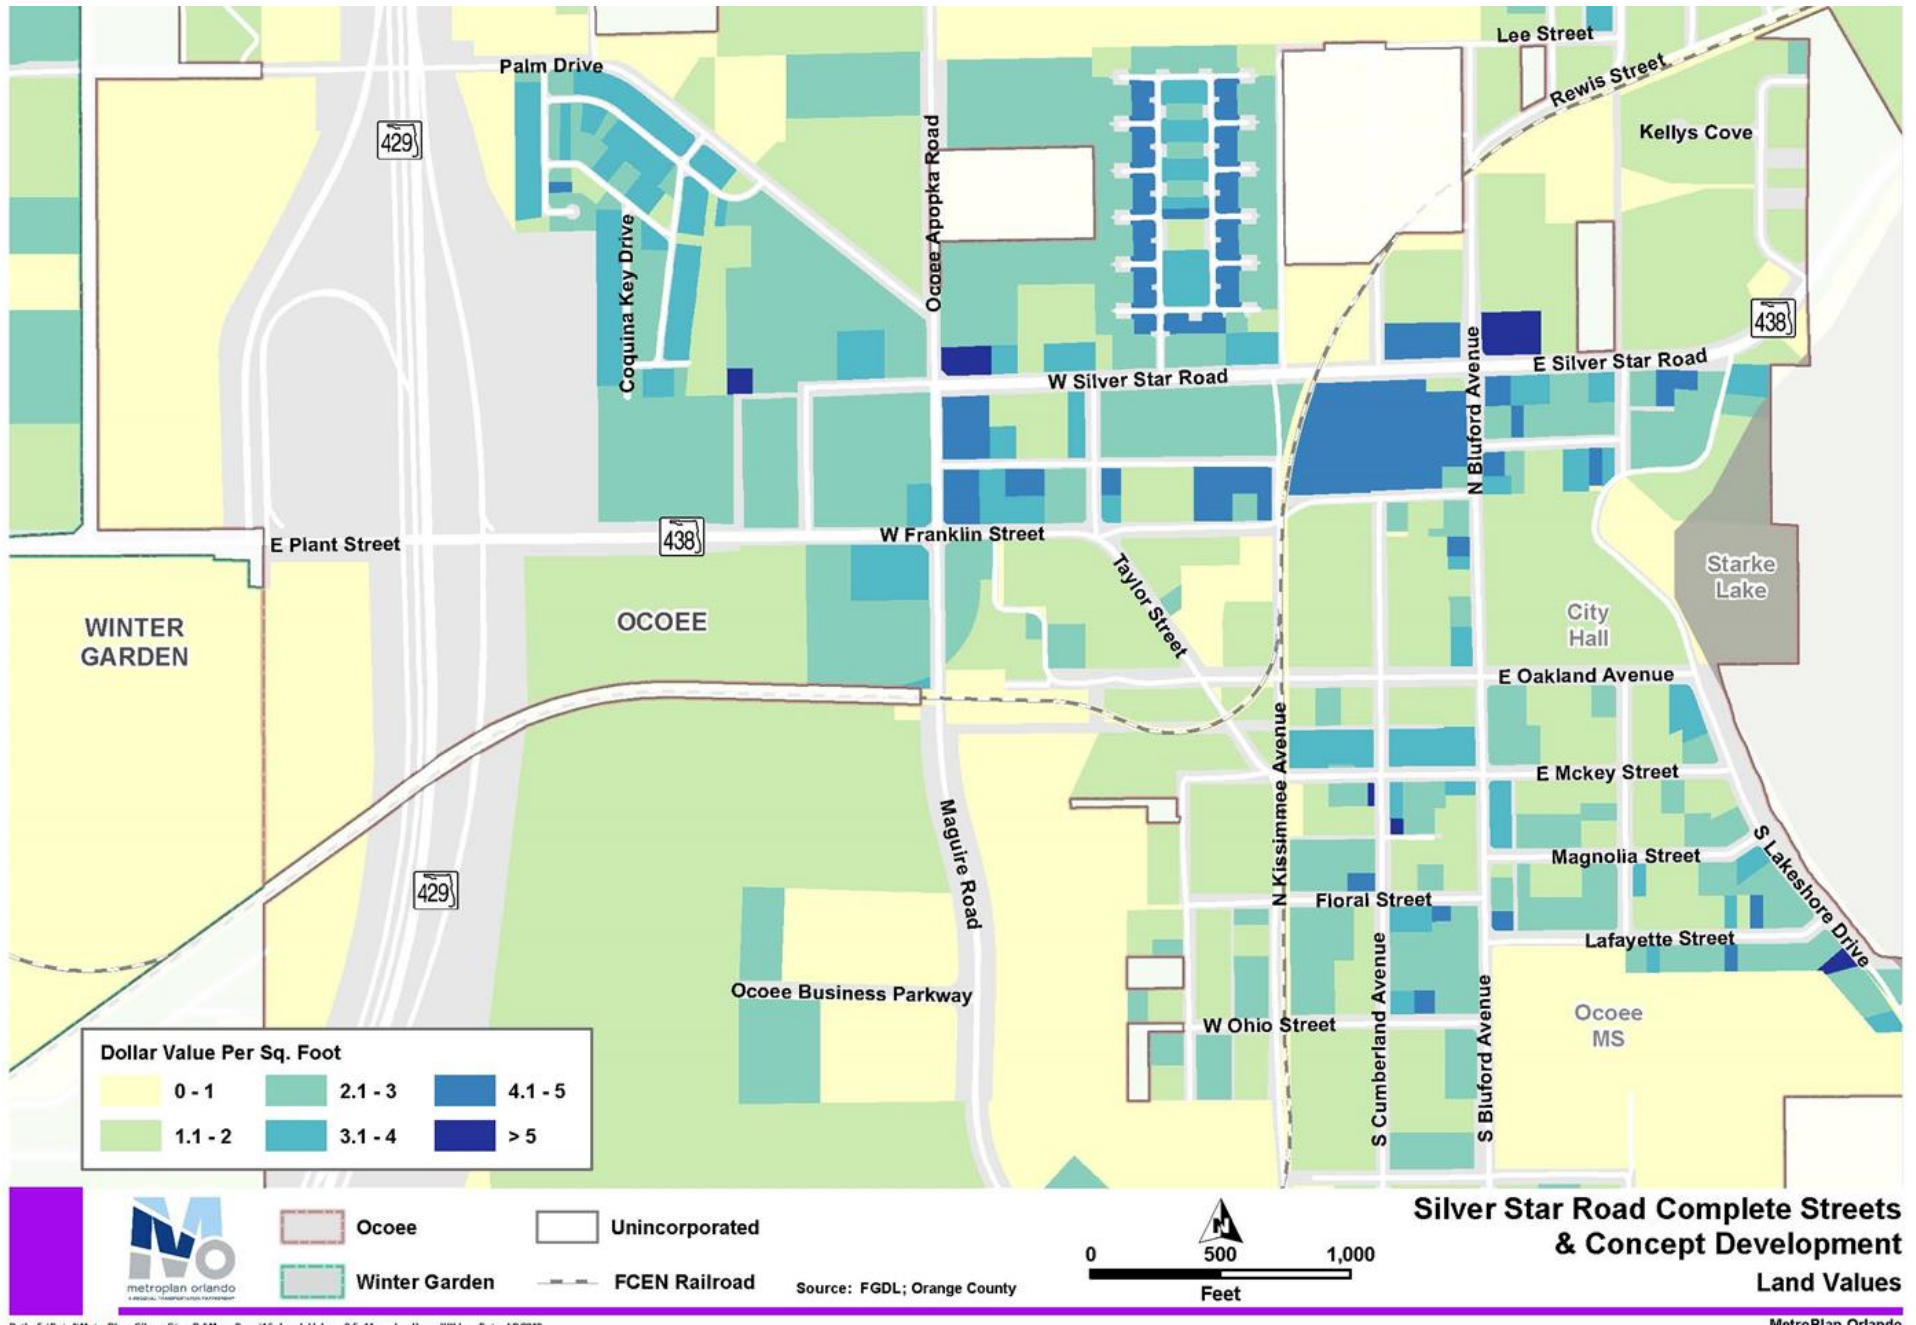 Lee Street
Palm Drive
Rewis Street
429
Kellys Cove
Ocoee Apopka Road
Coquina Key Drive
438
N Bluford Avenue
E Silver Star Road
W Silver Star Road
E Plant Street
438
W Franklin Street
Taylor Street
Starke
Lake
WINTER
GARDEN
OCOEE
City
Hall
E Oakland Avenue
N Kissimmee Avenue
E Mckey Street
Maguire Road
Magnolia Street
S Lakeshore Drive
429
Floral Street
Lafayette Street
S Cumberland Avenue
S Bluford Avenue
Ocoee Business Parkway
W Ohio Street
Ocoee
MS
Dollar Value Per Sq. Foot
0 - 1
2.1 - 3
4.1 - 5
1.1 - 2
3.1 - 4
> 5
metroplan orlando
Ocoee
Unincorporated
Winter Garden
FCEN Railroad
Source: FGDL; Orange County
N
0 500 1,000
Feet
Silver Star Road Complete Streets
& Concept Development
Land Values
MetroPlan Orlando